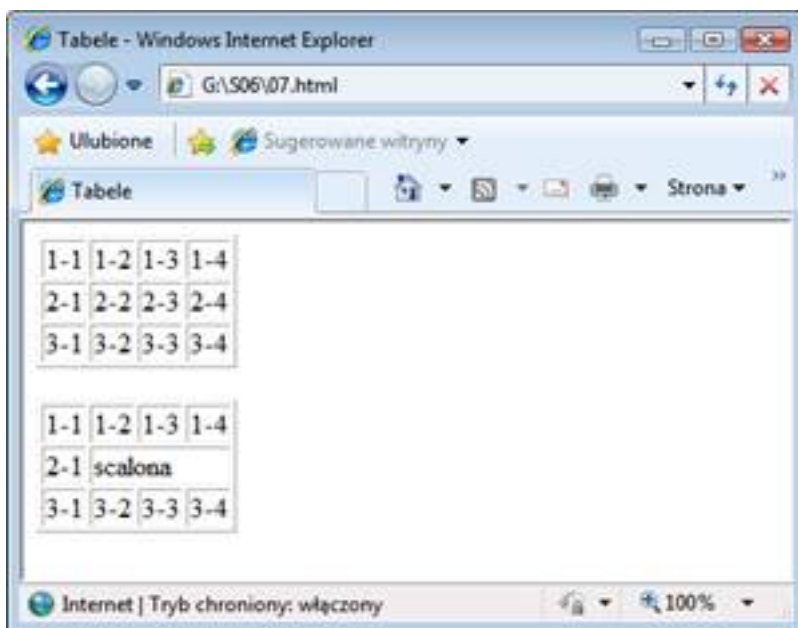 Tabele - Windows Internet Explorer
G:\S06\07.html
Ulubione Sugerowane witryny
Tabele Strona »
1-1 1-2 1-3 1-4
2-1 2-2 2-3 2-4
3-1 3-2 3-3 3-4
1-1 1-2 1-3 1-4
2-1 scalona
3-1 3-2 3-3 3-4
Internet | Tryb chroniony: włączony 100%